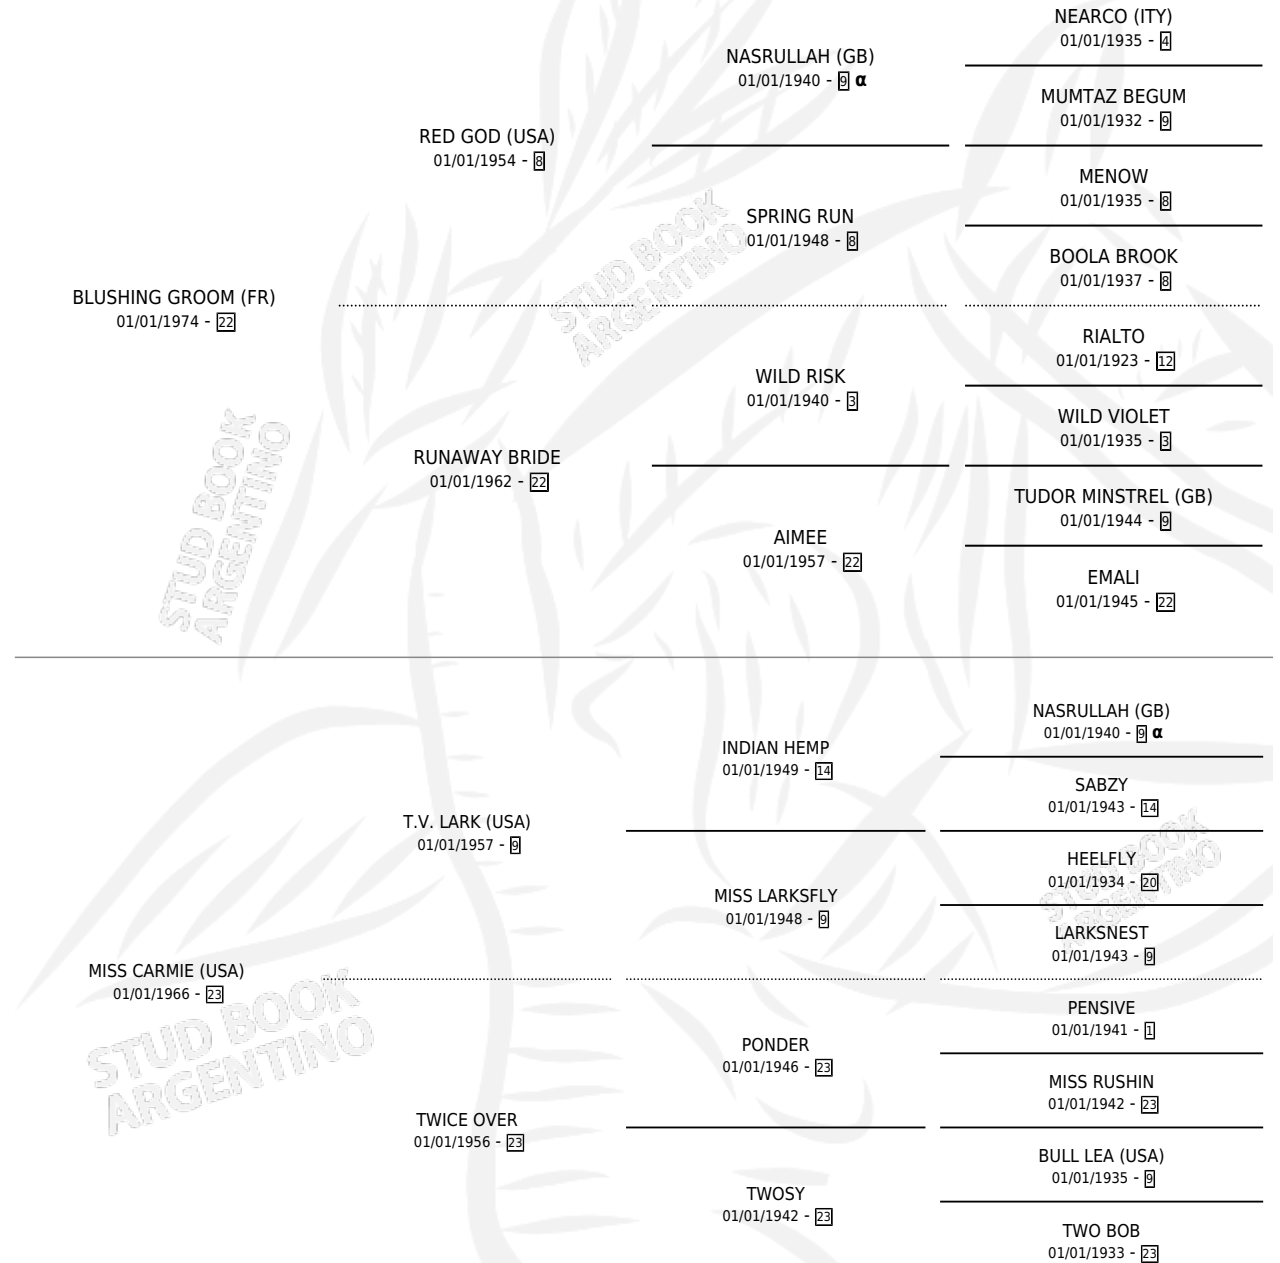 NEARCO (ITY)
01/01/1935 - 4
NASRULLAH (GB)
01/01/1940 - 9 α
MUMTAZ BEGUM
01/01/1932 - 9
RED GOD (USA)
01/01/1954 - 8
MENOW
01/01/1935 - 8
SPRING RUN
01/01/1948 - 8
BOOLA BROOK
01/01/1937 - 8
STUD BOOK
ARGENTINO
BLUSHING GROOM (FR)
01/01/1974 - 22
RIALTO
01/01/1923 - 12
WILD RISK
01/01/1940 - 3
WILD VIOLET
01/01/1935 - 3
RUNAWAY BRIDE
01/01/1962 - 22
TUDOR MINSTREL (GB)
01/01/1944 - 9
STUD BOOK
ARGENTINO
AIMEE
01/01/1957 - 22
EMALI
01/01/1945 - 22
NASRULLAH (GB)
01/01/1940 - 9 α
INDIAN HEMP
01/01/1949 - 14
SABZY
01/01/1943 - 14
T.V. LARK (USA)
01/01/1957 - 9
HEELFLY
01/01/1934 - 20
STUD BOOK
ARGENTINO
MISS LARKSFLY
01/01/1948 - 9
LARKSNEST
01/01/1943 - 9
MISS CARMIE (USA)
01/01/1966 - 23
STUD BOOK
ARGENTINO
PENSIVE
01/01/1941 - 1
PONDER
01/01/1946 - 23
MISS RUSHIN
01/01/1942 - 23
TWICE OVER
01/01/1956 - 23
BULL LEA (USA)
01/01/1935 - 9
TWOSY
01/01/1942 - 23
TWO BOB
01/01/1933 - 23